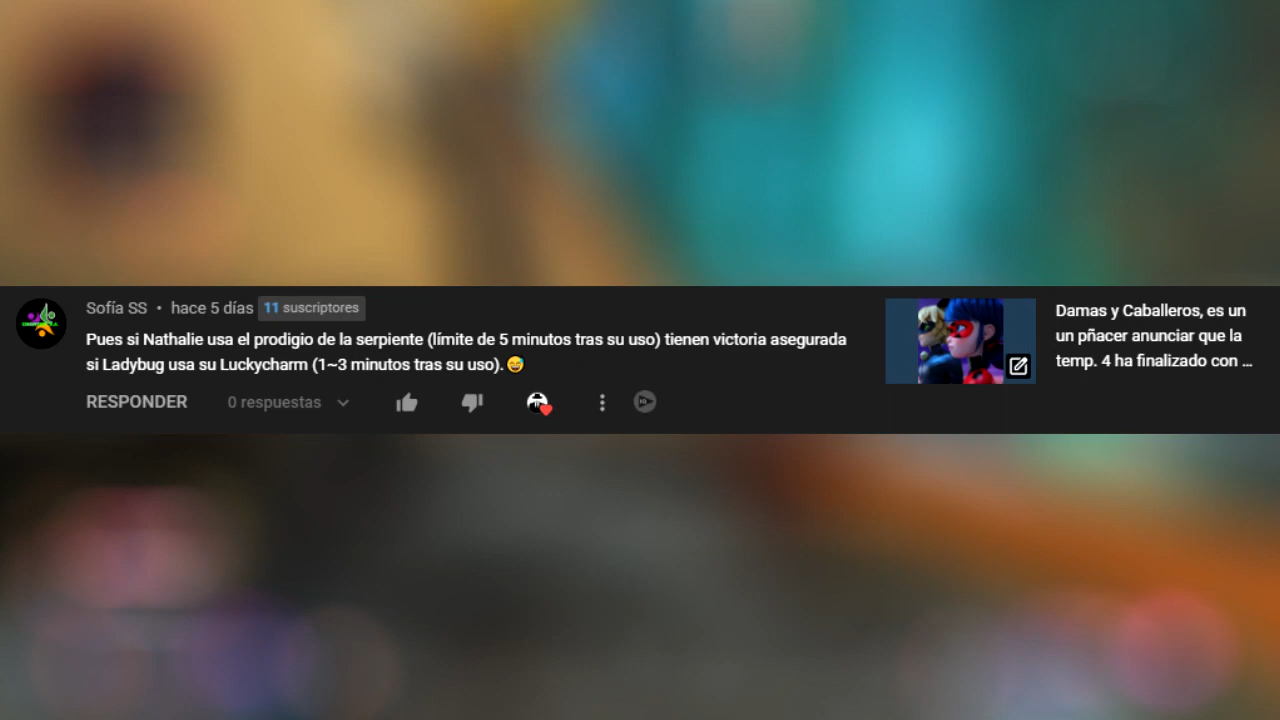 Sofía SS • hace 5 días 11 suscriptores
Pues si Nathalie usa el prodigio de la serpiente (límite de 5 minutos tras su uso) tienen victoria asegurada
si Ladybug usa su Luckycharm (1~3 minutos tras su uso). 😅
RESPONDER 0 respuestas
Damas y Caballeros, es un
un pñacer anunciar que la
temp. 4 ha finalizado con ...